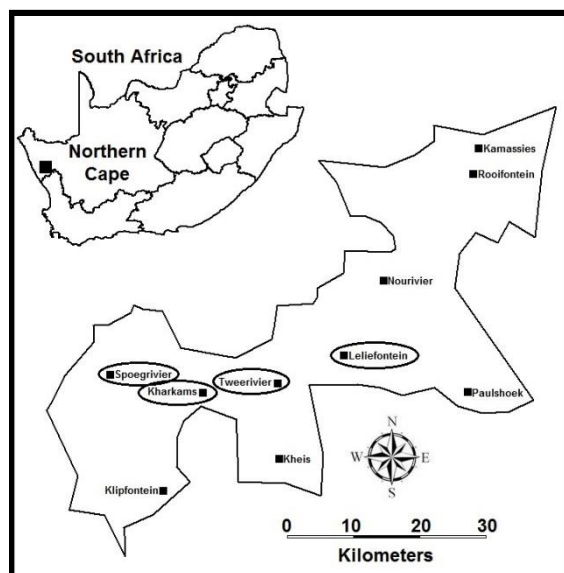 South Africa
Northern
Cape
Kamassies
Rooifontein
Nourivier
Leliefontein
Spoegrivier
Tweerivier
Kharkams
Paulshoek
Kheis
Klipfontein
N
W E
S
0 10 20 30
Kilometers